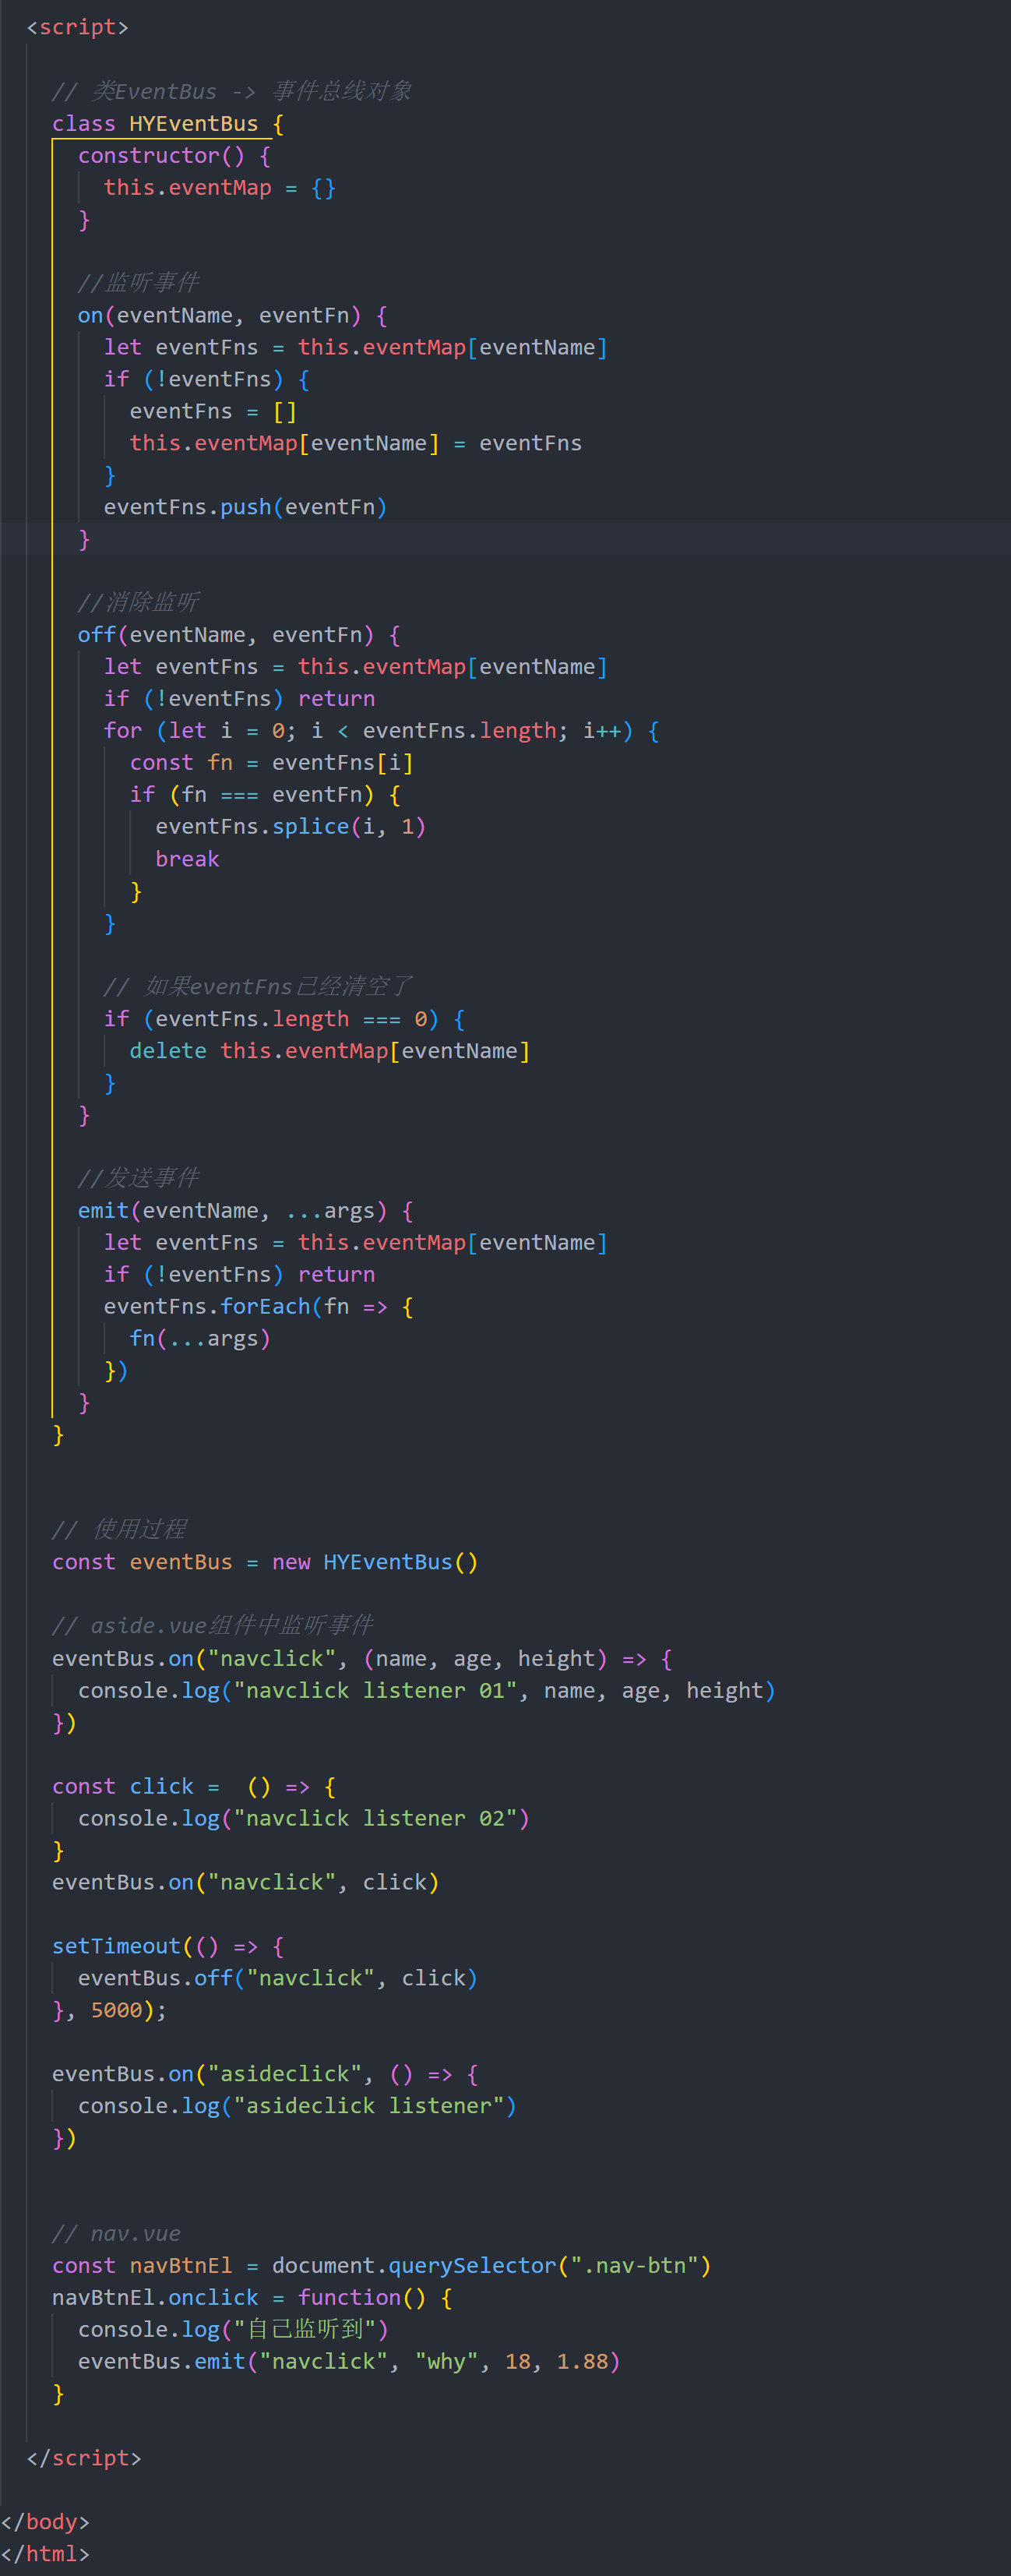 <script>
// 类EventBus -> 事件总线对象
class HYEventBus {
constructor() {
this.eventMap = {}
}
//监听事件
on(eventName, eventFn) {
let eventFns = this.eventMap[eventName]
if (!eventFns) {
eventFns = []
this.eventMap[eventName] = eventFns
}
eventFns.push(eventFn)
}
//消除监听
off(eventName, eventFn) {
let eventFns = this.eventMap[eventName]
if (!eventFns) return
for (let i = 0; i < eventFns.length; i++) {
const fn = eventFns[i]
if (fn === eventFn) {
eventFns.splice(i, 1)
break
}
}
// 如果eventFns已经清空了
if (eventFns.length === 0) {
delete this.eventMap[eventName]
}
}
//发送事件
emit(eventName, ...args) {
let eventFns = this.eventMap[eventName]
if (!eventFns) return
eventFns.forEach(fn => {
fn(...args)
})
}
}
// 使用过程
const eventBus = new HYEventBus()
// aside.vue组件中监听事件
eventBus.on("navclick", (name, age, height) => {
console.log("navclick listener 01", name, age, height)
})
const click =  () => {
console.log("navclick listener 02")
}
eventBus.on("navclick", click)
setTimeout(() => {
eventBus.off("navclick", click)
}, 5000);
eventBus.on("asideclick", () => {
console.log("asideclick listener")
})
// nav.vue
const navBtnEl = document.querySelector(".nav-btn")
navBtnEl.onclick = function() {
console.log("自己监听到")
eventBus.emit("navclick", "why", 18, 1.88)
}
</script>
</body>
</html>